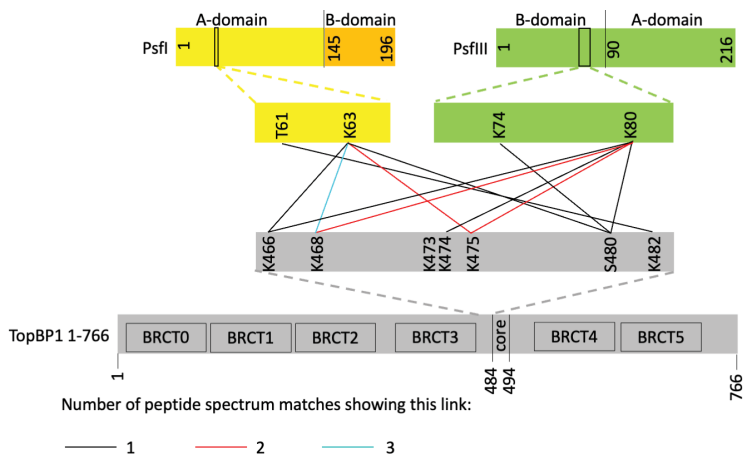 A-domain B-domain B-domain A-domain
PsfI 1 145 196 PsfIII 1 90 216
T61 K63 K74 K80
K466 K468 K473 K474 K475 S480 K482
TopBP1 1-766 BRCT0 BRCT1 BRCT2 BRCT3 core BRCT4 BRCT5
1 484 494 766
Number of peptide spectrum matches showing this link:
1 2 3